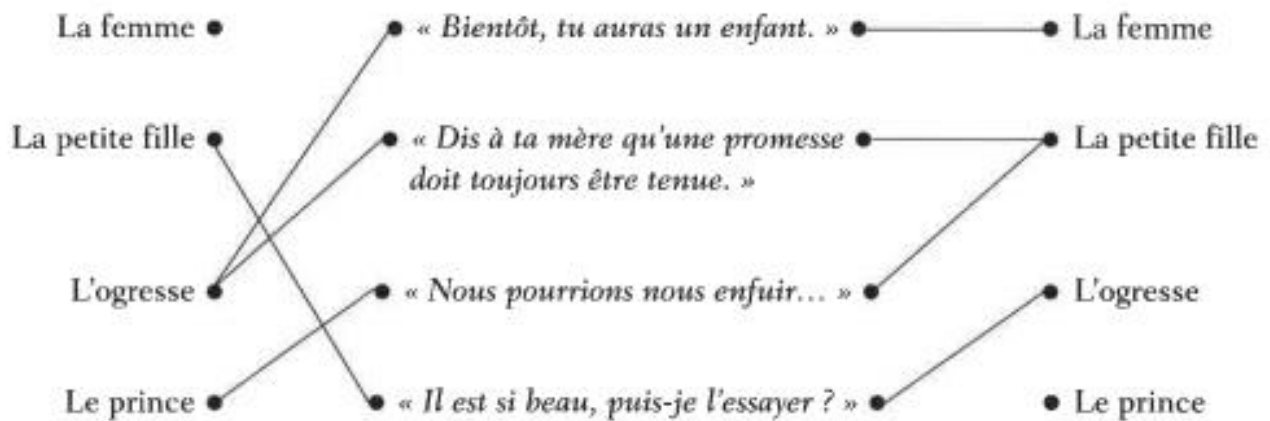 La femme « Bientôt, tu auras un enfant. » La femme
La petite fille « Dis à ta mère qu'une promesse La petite fille
doit toujours être tenue. »
L'ogresse « Nous pourrions nous enfuir... » L'ogresse
Le prince « Il est si beau, puis-je l'essayer ? » Le prince